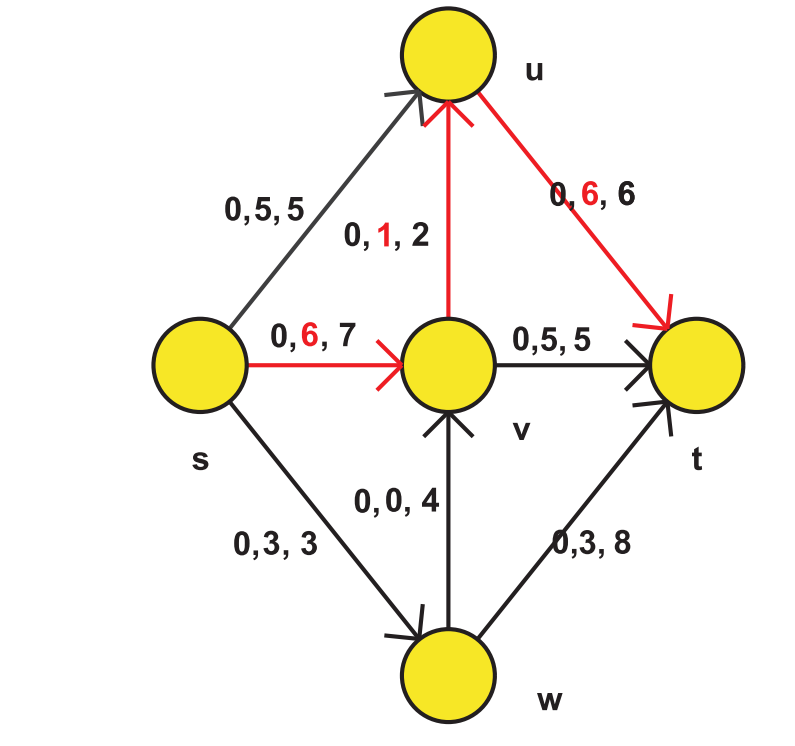 u
0, 6, 6
0,5, 5
0, 1, 2
0,6, 7
0,5, 5
v
s
t
0,0, 4
0,3, 3
0,3, 8
w